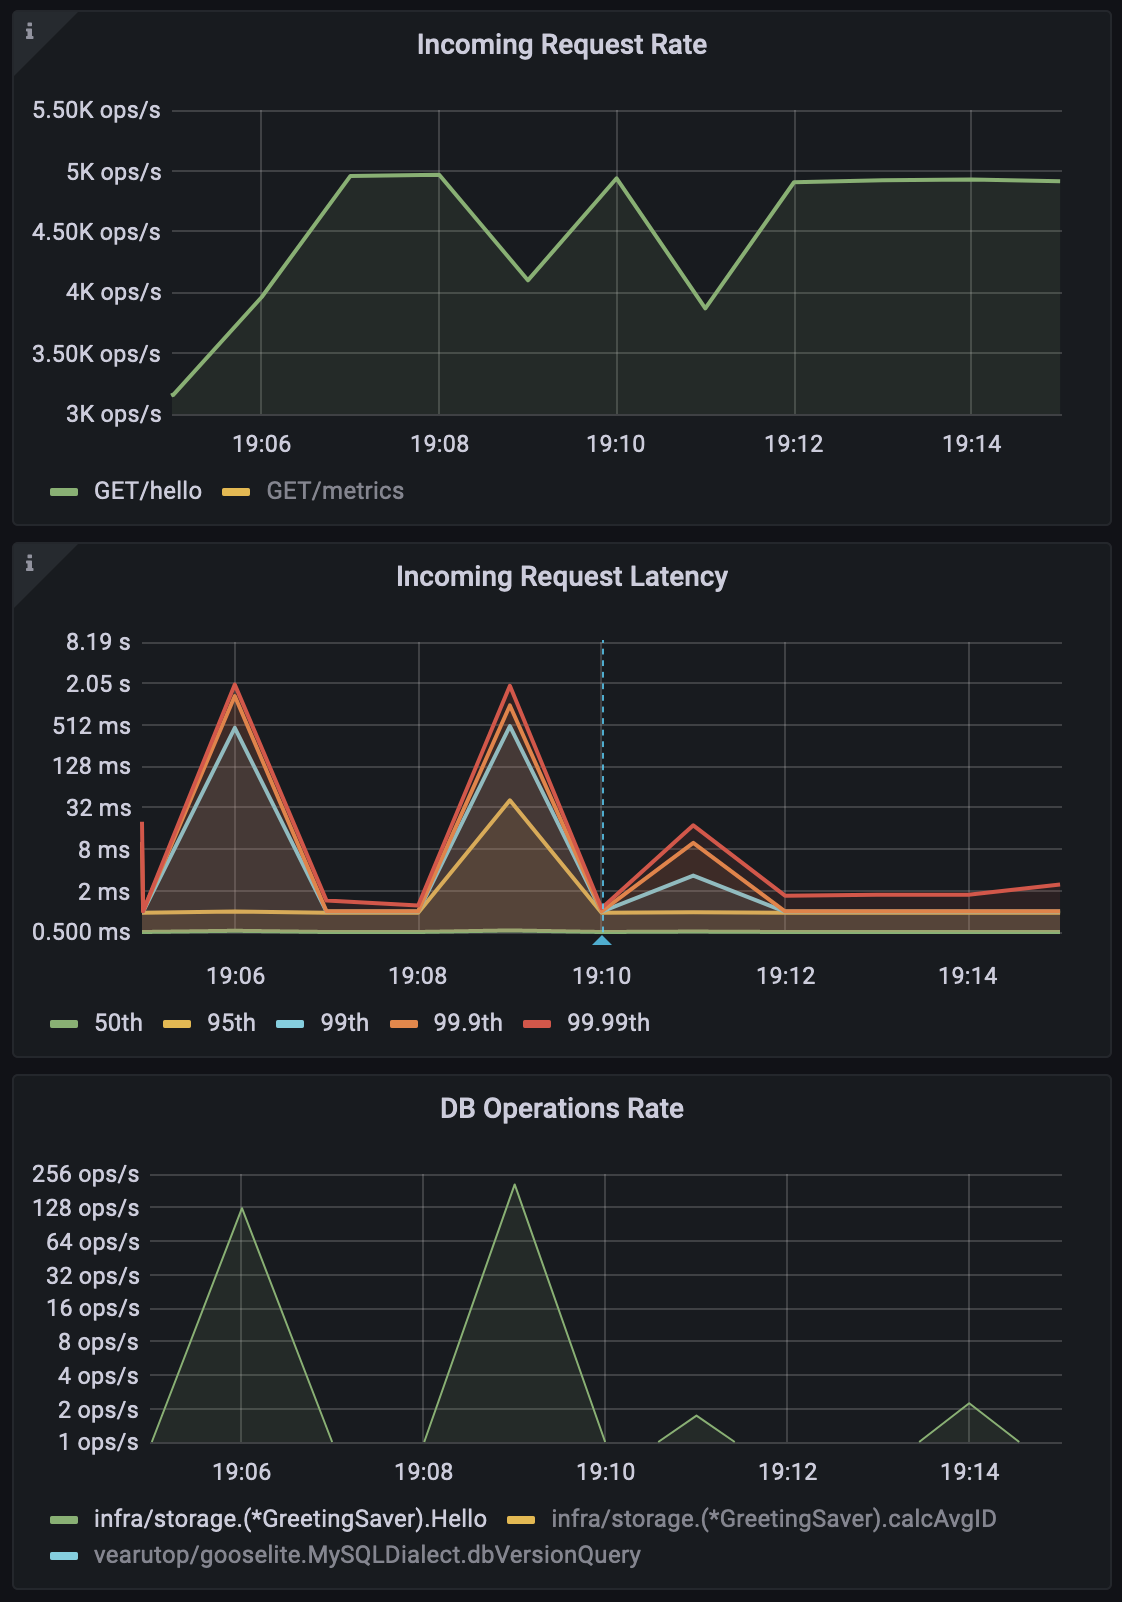 i
Incoming Request Rate
5.50K ops/s
5K ops/s
4.50K ops/s
4K ops/s
3.50K ops/s
3K ops/s
19:06 19:08 19:10 19:12 19:14
GET/hello GET/metrics
i
Incoming Request Latency
8.19 s
2.05 s
512 ms
128 ms
32 ms
8 ms
2 ms
0.500 ms
19:06 19:08 19:10 19:12 19:14
50th 95th 99th 99.9th 99.99th
DB Operations Rate
256 ops/s
128 ops/s
64 ops/s
32 ops/s
16 ops/s
8 ops/s
4 ops/s
2 ops/s
1 ops/s
19:06 19:08 19:10 19:12 19:14
infra/storage.(*GreetingSaver).Hello infra/storage.(*GreetingSaver).calcAvgID
vearutop/gooselite.MySQLDialect.dbVersionQuery